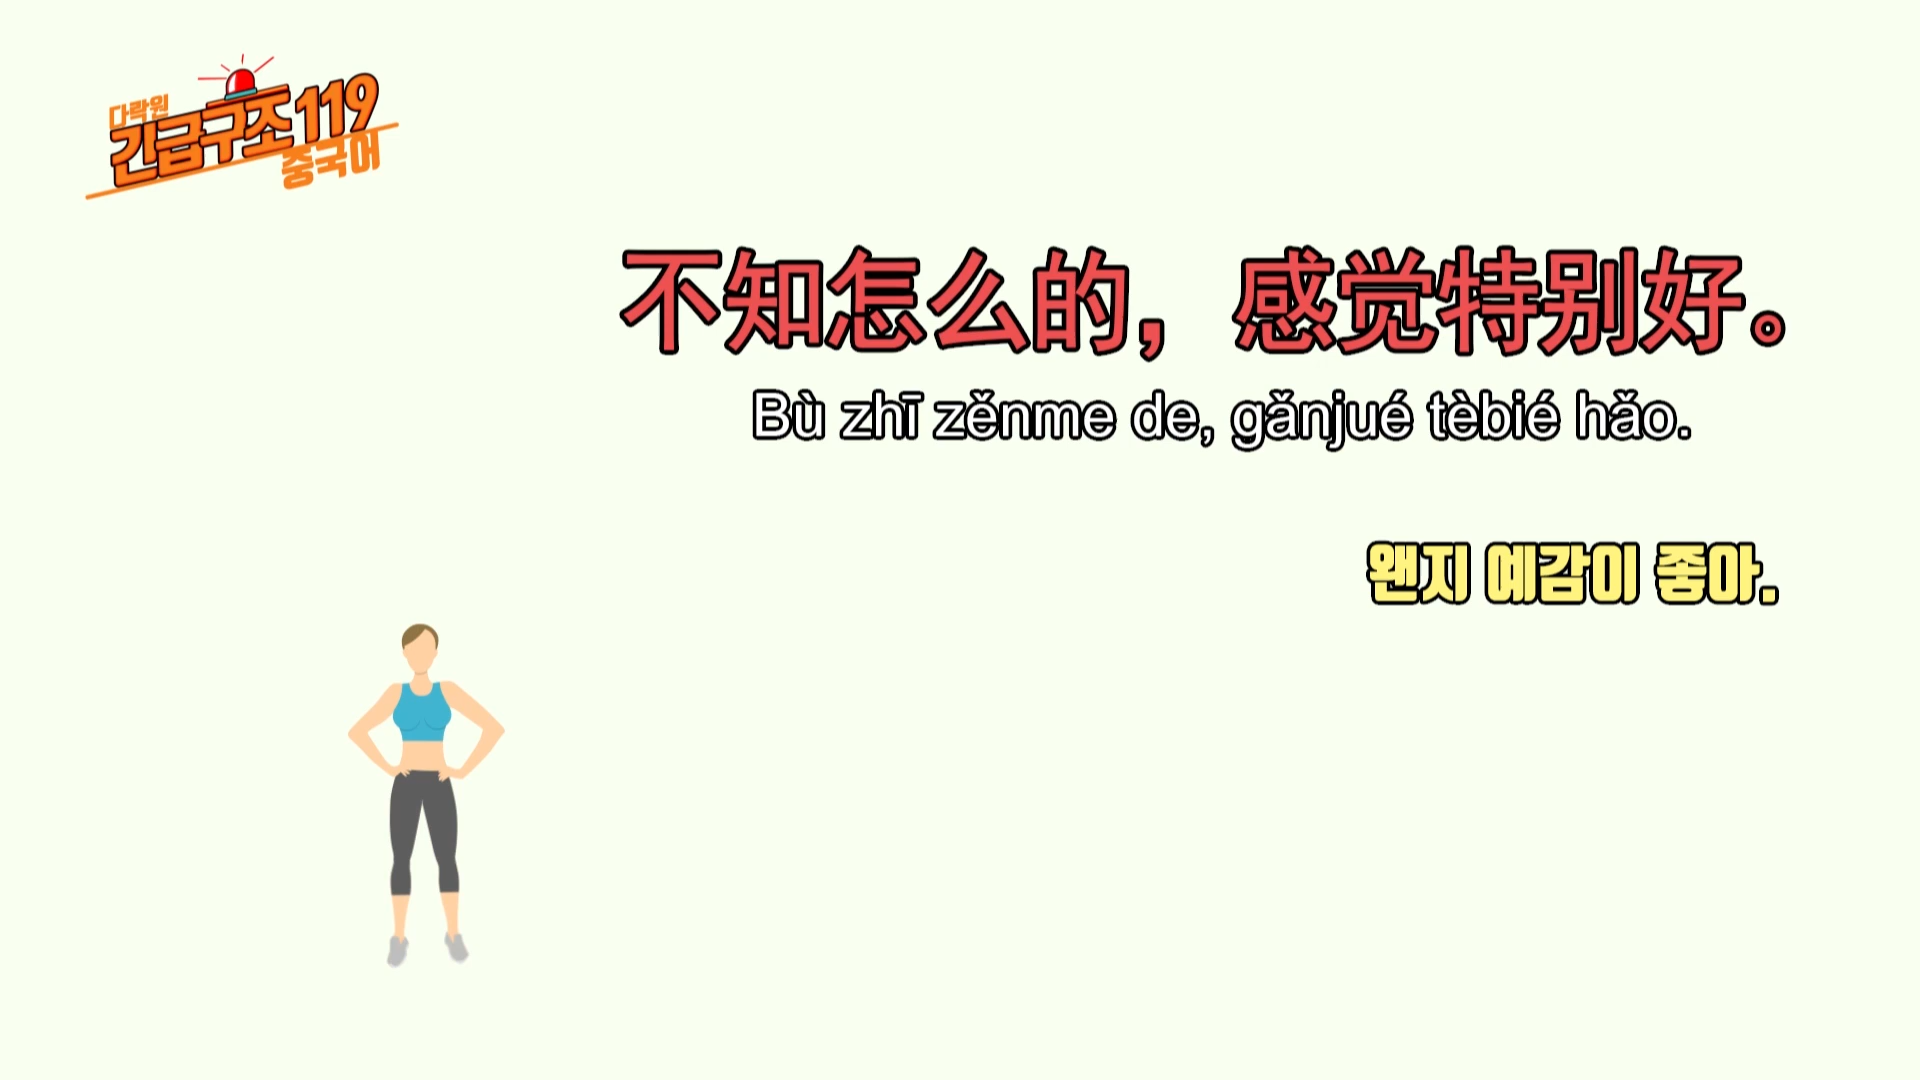 다락원
긴급구조119
중국어
不知怎么的，感觉特别好。
Bù zhī zěnme de, gǎnjué tèbié hǎo.
왠지 예감이 좋아.